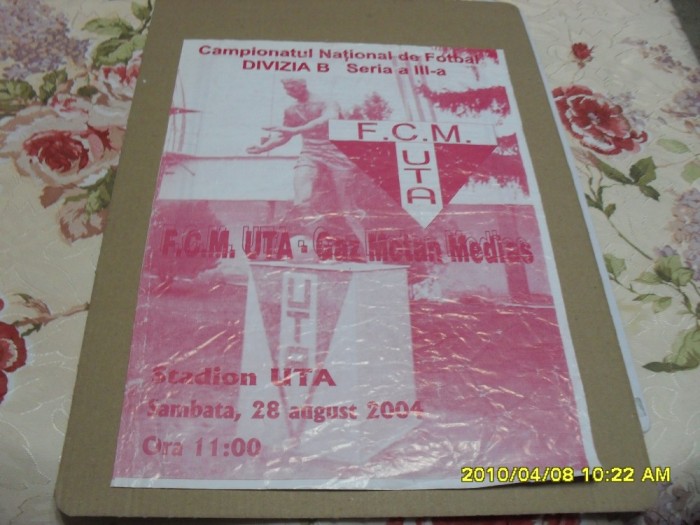 Campionatul Naţional de Fotbal
DIVIZIA B Seria a III-a
F.C.M.
UTA
F.C.M. UTA - Gaz Metan Medias
UTA
Stadion UTA
Sambata, 28 august 2004
Ora 11:00
2010/04/08 10:22 AM